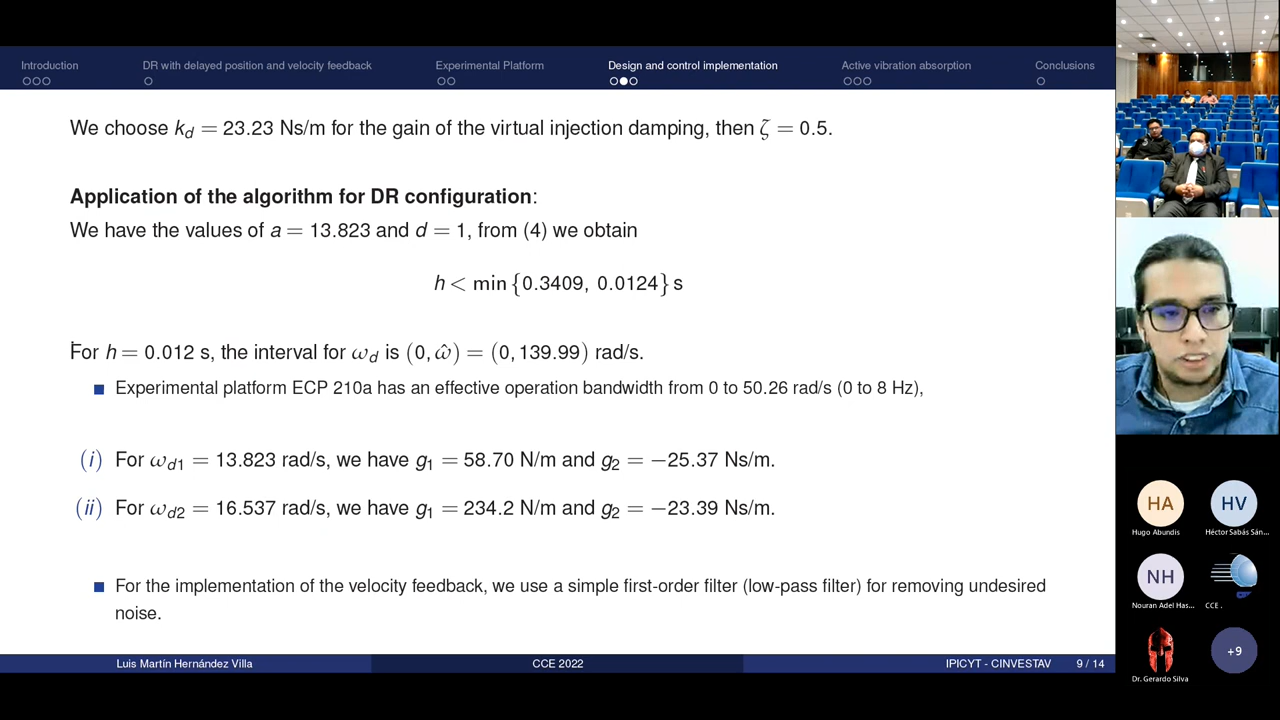 Introduction
DR with delayed position and velocity feedback
Experimental Platform
Design and control implementation
Active vibration absorption
Conclusions
We choose k_d = 23.23 Ns/m for the gain of the virtual injection damping, then ζ = 0.5.
Application of the algorithm for DR configuration:
We have the values of a = 13.823 and d = 1, from (4) we obtain
h < min {0.3409, 0.0124} s
For h = 0.012 s, the interval for ω_d is (0, ω̂) = (0, 139.99) rad/s.
Experimental platform ECP 210a has an effective operation bandwidth from 0 to 50.26 rad/s (0 to 8 Hz),
(i) For ω_d1 = 13.823 rad/s, we have g_1 = 58.70 N/m and g_2 = −25.37 Ns/m.
(ii) For ω_d2 = 16.537 rad/s, we have g_1 = 234.2 N/m and g_2 = −23.39 Ns/m.
For the implementation of the velocity feedback, we use a simple first-order filter (low-pass filter) for removing undesired
noise.
Luis Martín Hernández Villa
CCE 2022
IPICYT - CINVESTAV
9 / 14
HA
Hugo Abundis
HV
Héctor Sabás Sán...
NH
Nouran Adel Has...
CCE .
Dr. Gerardo Silva
+9